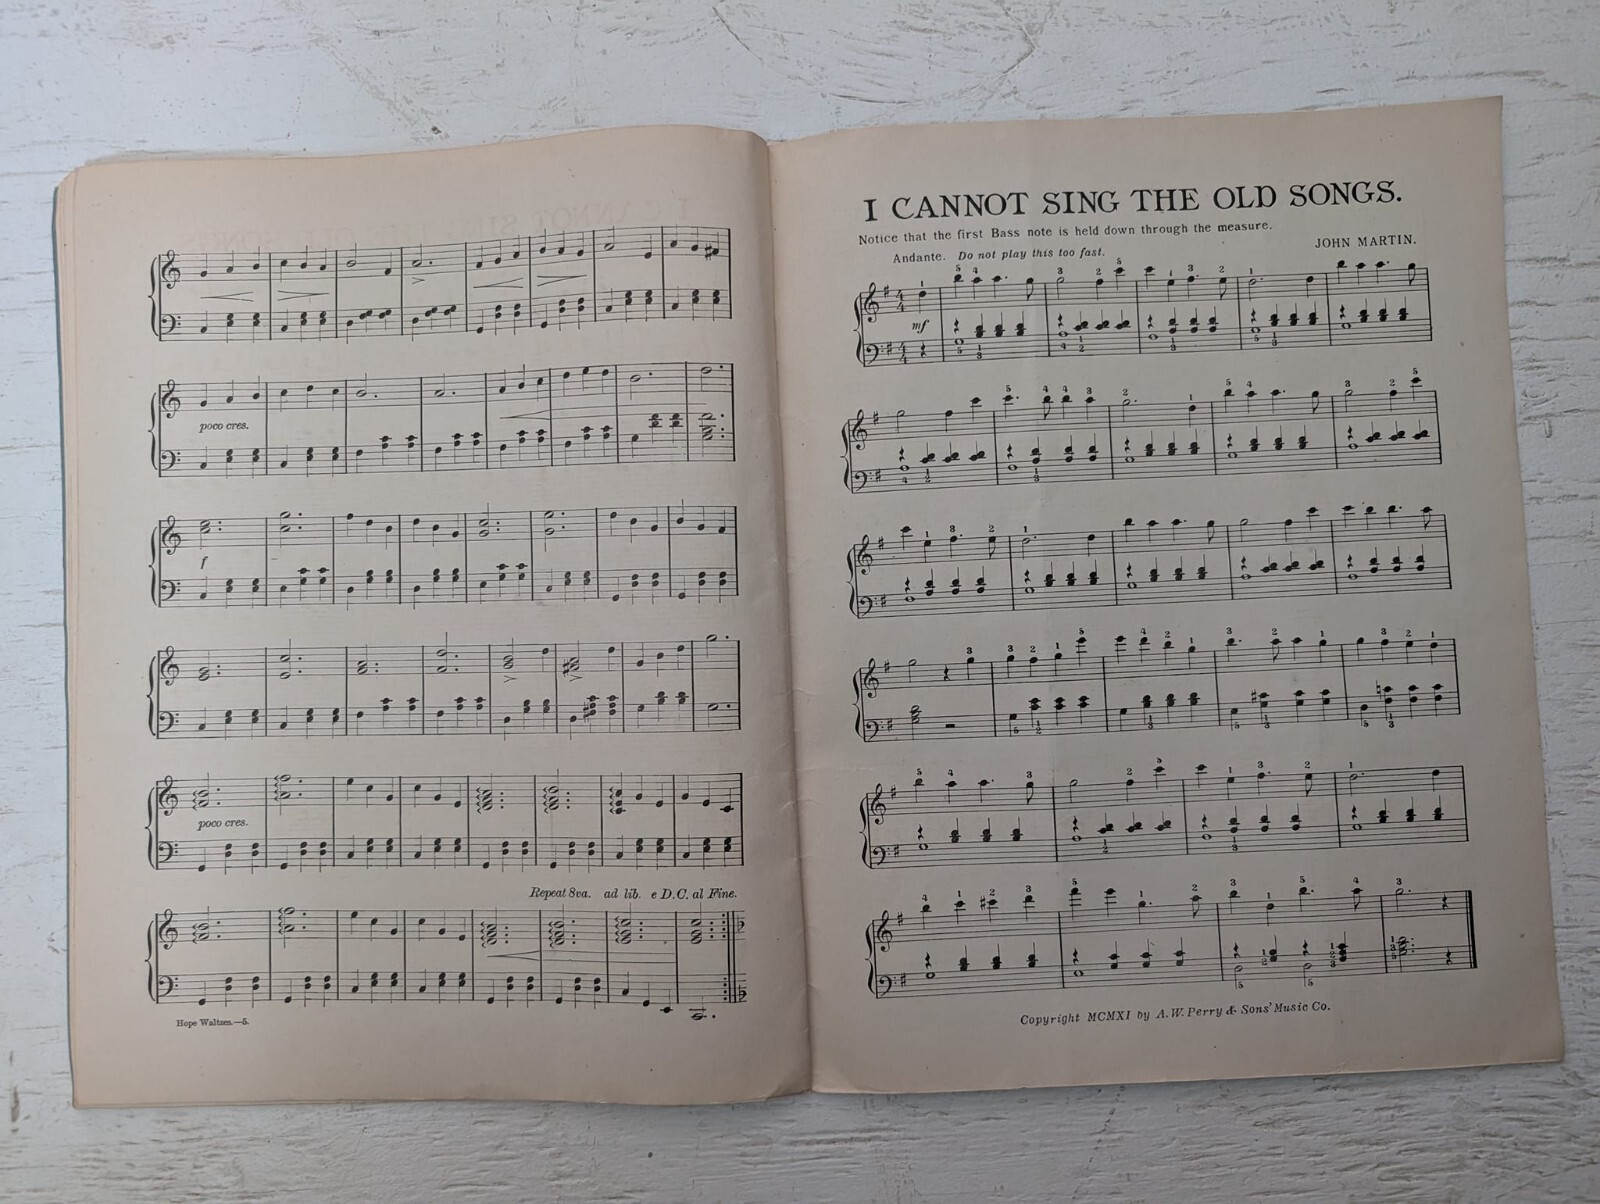 poco cres.
f
poco cres.
Repeat 8va. ad lib. e D.C. al Fine.
Hope Waltzes.—5.
I CANNOT SING THE OLD SONGS.
Notice that the first Bass note is held down through the measure.
JOHN MARTIN.
Andante. Do not play this too fast.
mf
Copyright MCMXI by A. W. Perry & Sons' Music Co.